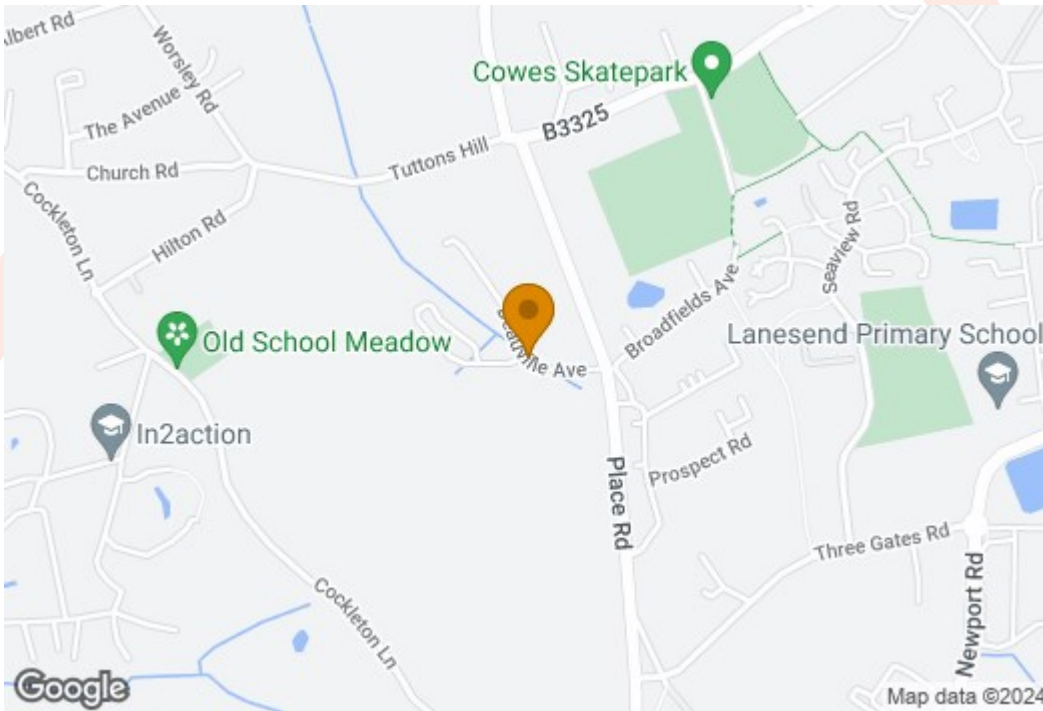 Albert Rd
Worsley Rd
The Avenue
Church Rd
Cockleton Ln
Hilton Rd
Tuttons Hill
B3325
Cowes Skatepark
Seaview Rd
Broadfields Ave
Old School Meadow
Lanesend Primary School
In2action
Prospect Rd
Place Rd
Three Gates Rd
Newport Rd
Cockleton Ln
Google
Map data ©2024
Ave